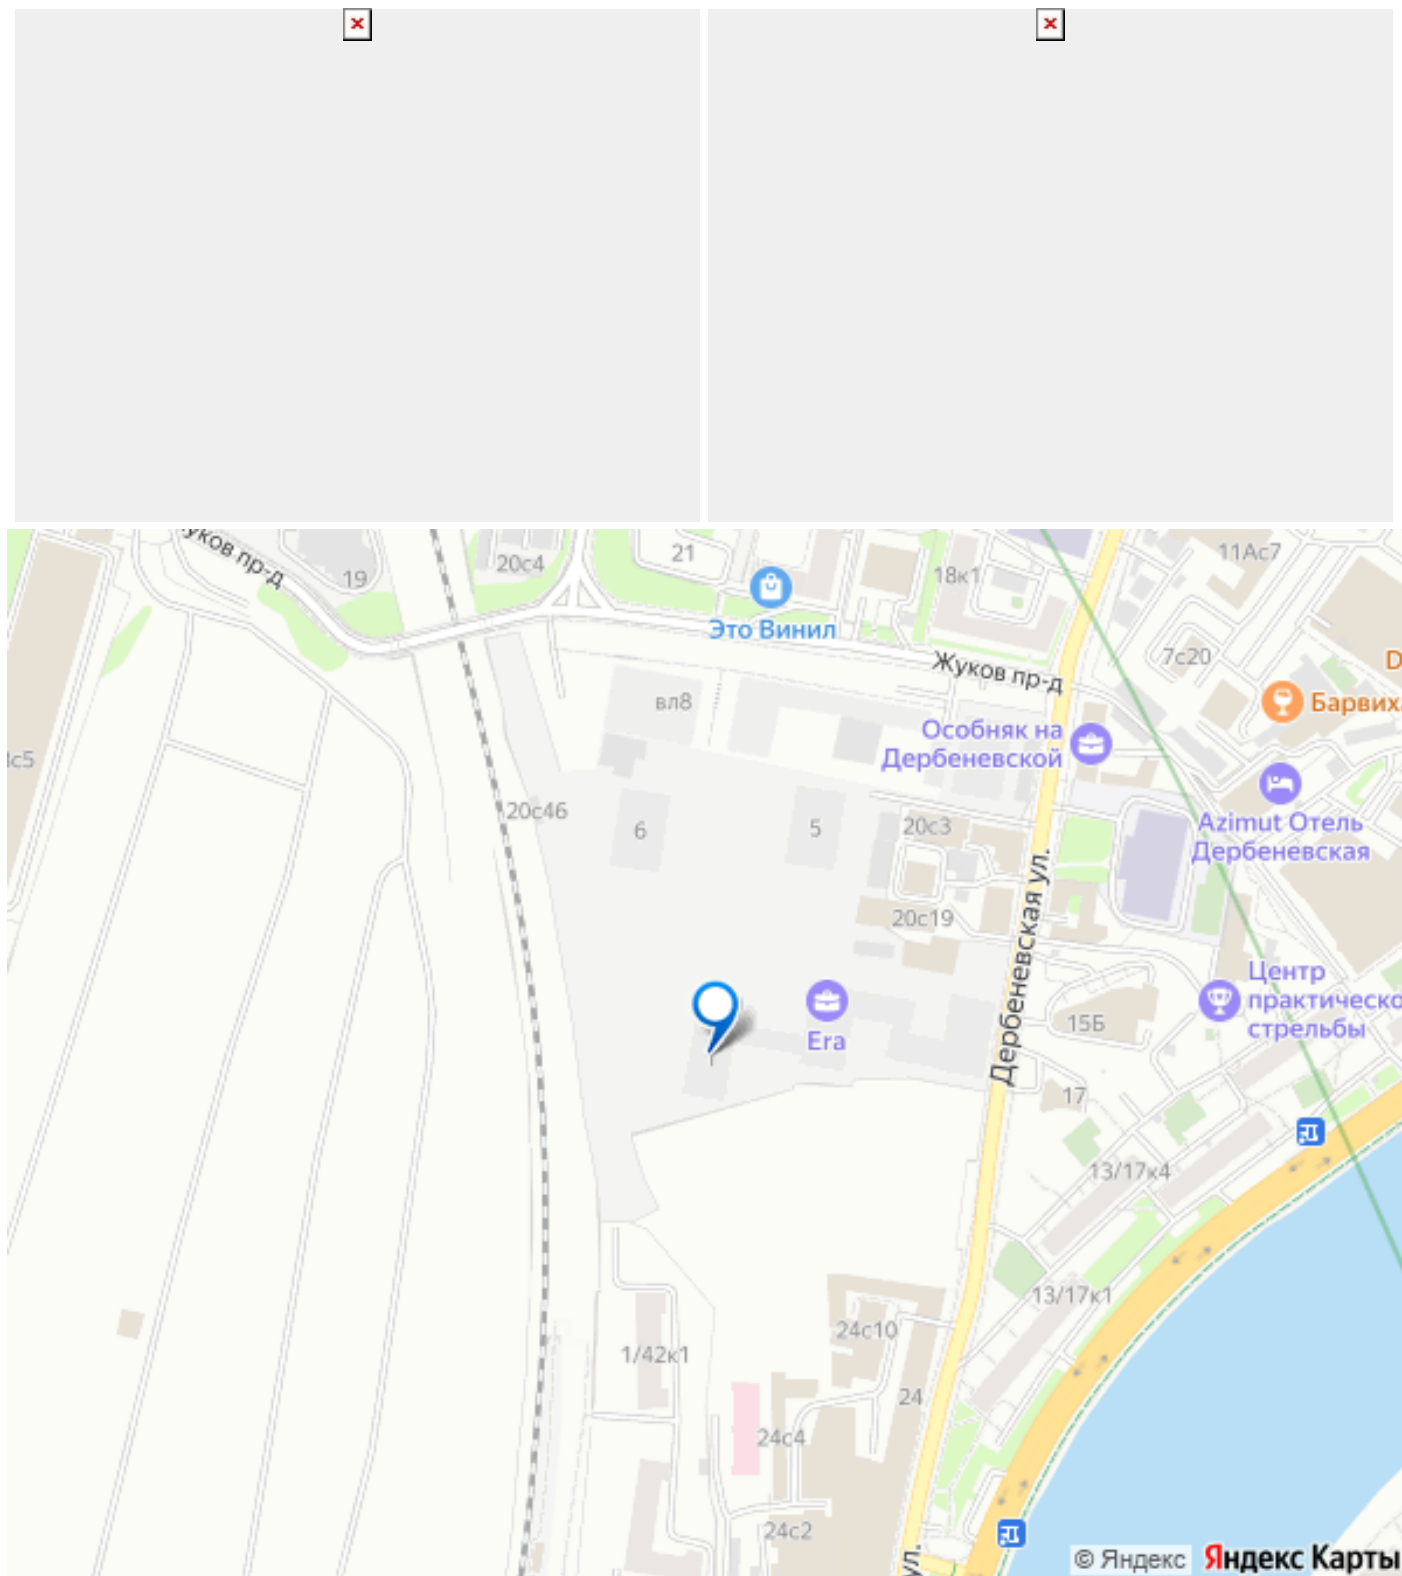 Жуков пр-д
19
20с4
21
Это Винил
18к1
11Ас7
Жуков пр-д
7с20
D
Барвиха
вл8
Особняк на
Дербеневской
20с46
6
5
20с3
Azimut Отель
Дербеневская
20с19
Дербеневская ул.
Era
15Б
Центр
практическо
стрельбы
17
13/17к4
13/17к1
24с10
1/42к1
24
24с4
24с2
ул.
© Яндекс
Яндекс Карты